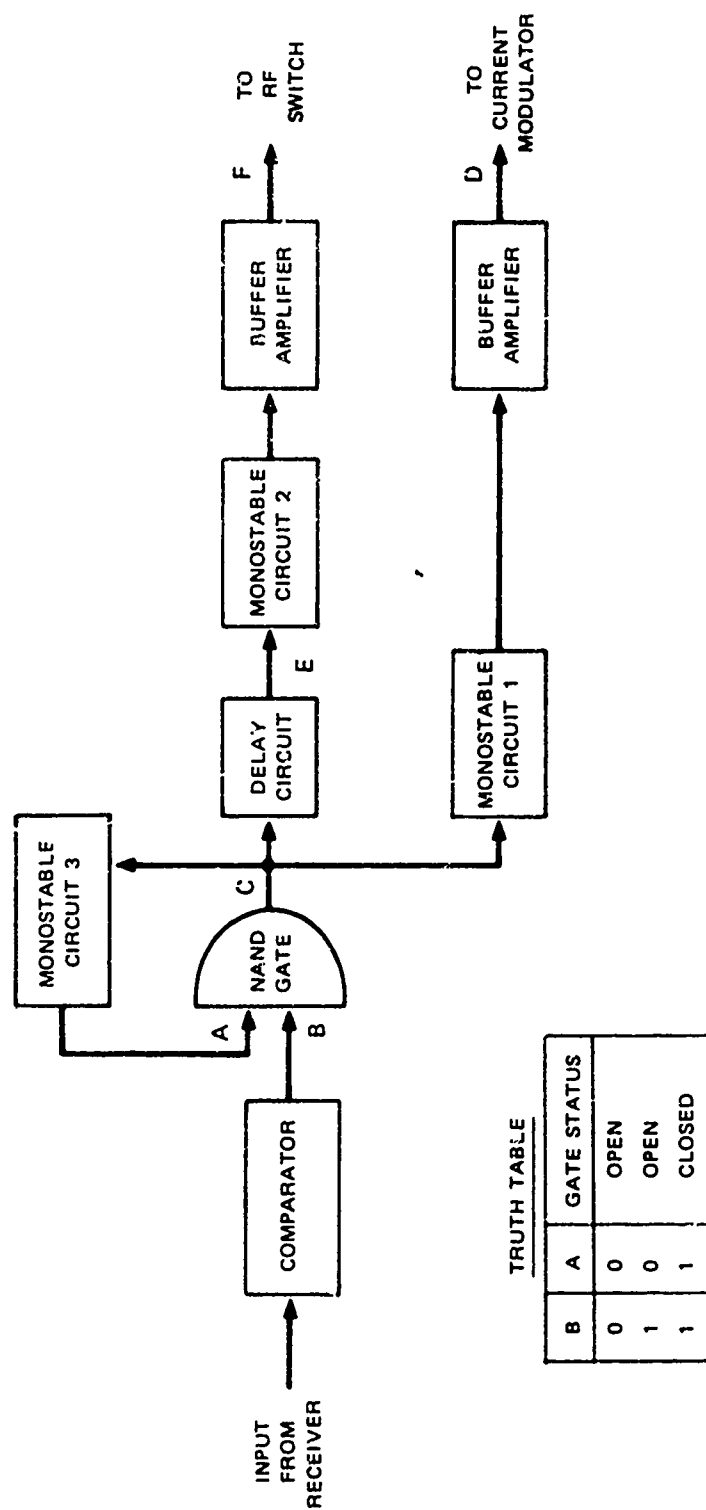 INPUT
FROM
RECEIVER
COMPARATOR
A
B
NAND
GATE
C
MONOSTABLE
CIRCUIT 3
DELAY
CIRCUIT
E
MONOSTABLE
CIRCUIT 2
BUFFER
AMPLIFIER
F
TO
RF
SWITCH
MONOSTABLE
CIRCUIT 1
BUFFER
AMPLIFIER
D
TO
CURRENT
MODULATOR
TRUTH TABLE
B A GATE STATUS
0 0 OPEN
1 0 OPEN
1 1 CLOSED